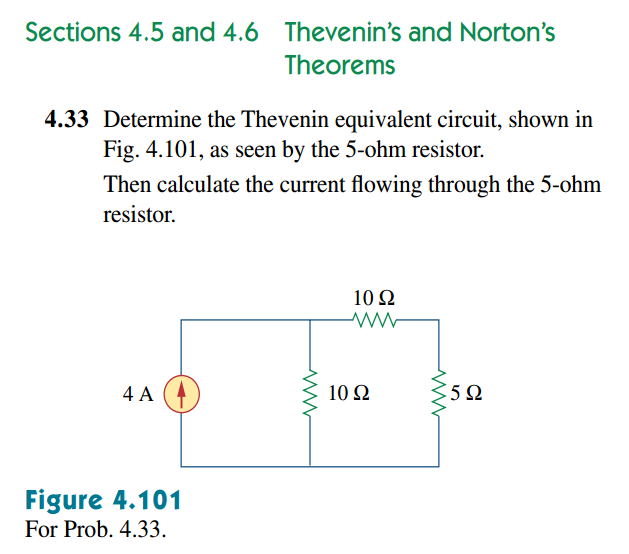 Sections 4.5 and 4.6 Thevenin's and Norton's
Theorems
4.33 Determine the Thevenin equivalent circuit, shown in
Fig. 4.101, as seen by the 5-ohm resistor.
Then calculate the current flowing through the 5-ohm
resistor.
10 Ω
4 A
10 Ω
5 Ω
Figure 4.101
For Prob. 4.33.